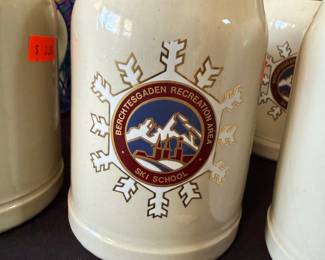 BERCHTESGADEN RECREATION AREA
• SKI SCHOOL •